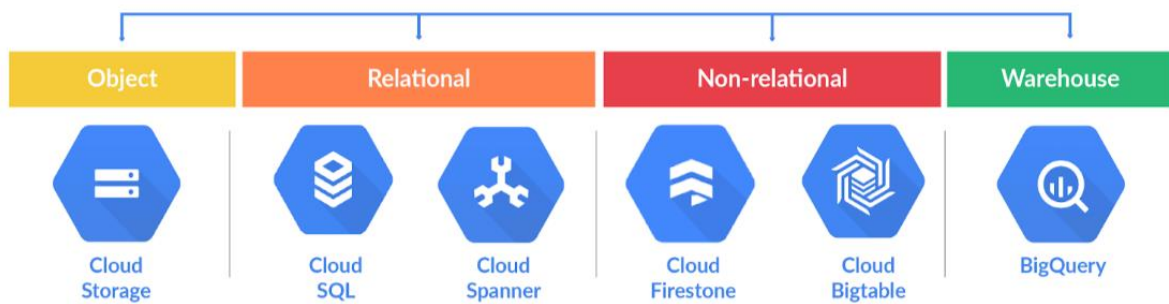 Object
Relational
Non-relational
Warehouse
Cloud
Storage
Cloud
SQL
Cloud
Spanner
Cloud
Firestone
Cloud
Bigtable
BigQuery